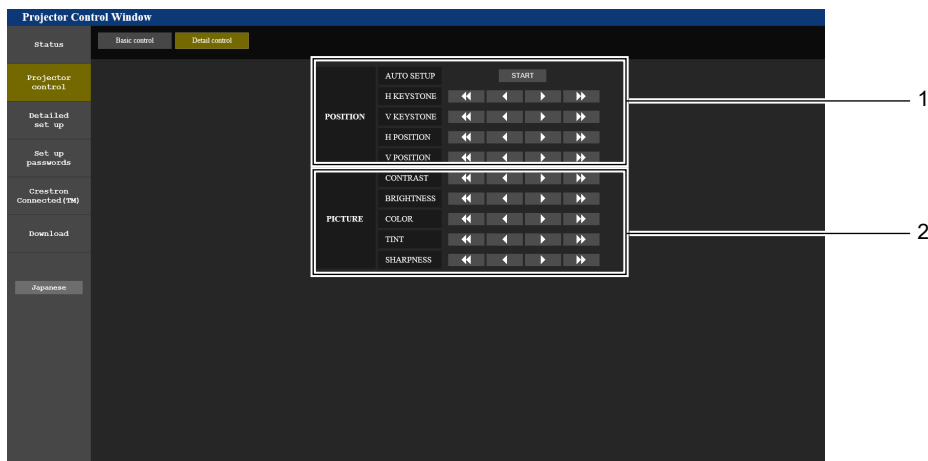 Projector Control Window
Status
Basic control
Detail control
Projector
control
Detailed
set up
Set up
passwords
Crestron
Connected(TM)
Download
Japanese
POSITION
AUTO SETUP
START
H KEYSTONE
V KEYSTONE
H POSITION
V POSITION
PICTURE
CONTRAST
BRIGHTNESS
COLOR
TINT
SHARPNESS
1
2